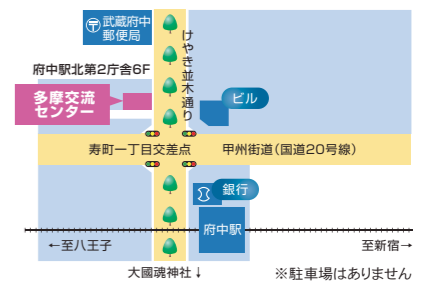 〒武蔵府中
郵便局
けやき並木通り
府中駅北第2庁舎6F
多摩交流
センター
ビル
寿町一丁目交差点
甲州街道(国道20号線)
銀行
府中駅
←至八王子
至新宿→
大國魂神社↓
※駐車場はありません